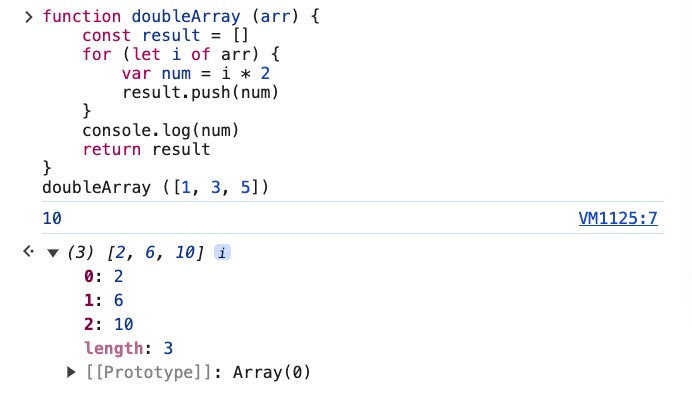 function doubleArray (arr) {
    const result = []
    for (let i of arr) {
        var num = i * 2
        result.push(num)
    }
    console.log(num)
    return result
}
doubleArray ([1, 3, 5])
10 VM1125:7
(3) [2, 6, 10] i
0: 2
1: 6
2: 10
length: 3
[[Prototype]]: Array(0)